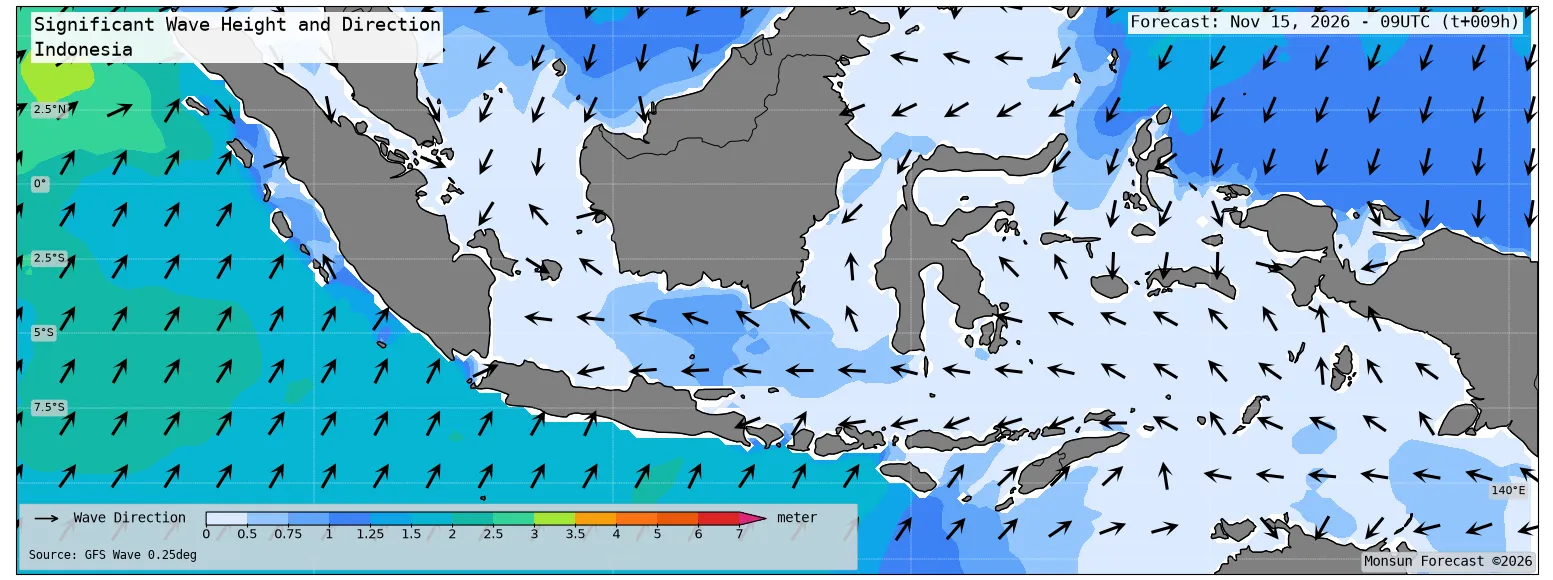 Significant Wave Height and Direction
Indonesia
Forecast: Nov 15, 2026 - 09UTC (t+009h)
2.5°N
0°
2.5°S
5°S
7.5°S
140°E
Wave Direction
meter
0 0.5 0.75 1 1.25 1.5 2 2.5 3 3.5 4 5 6 7
Source: GFS Wave 0.25deg
Monsun Forecast ©2026